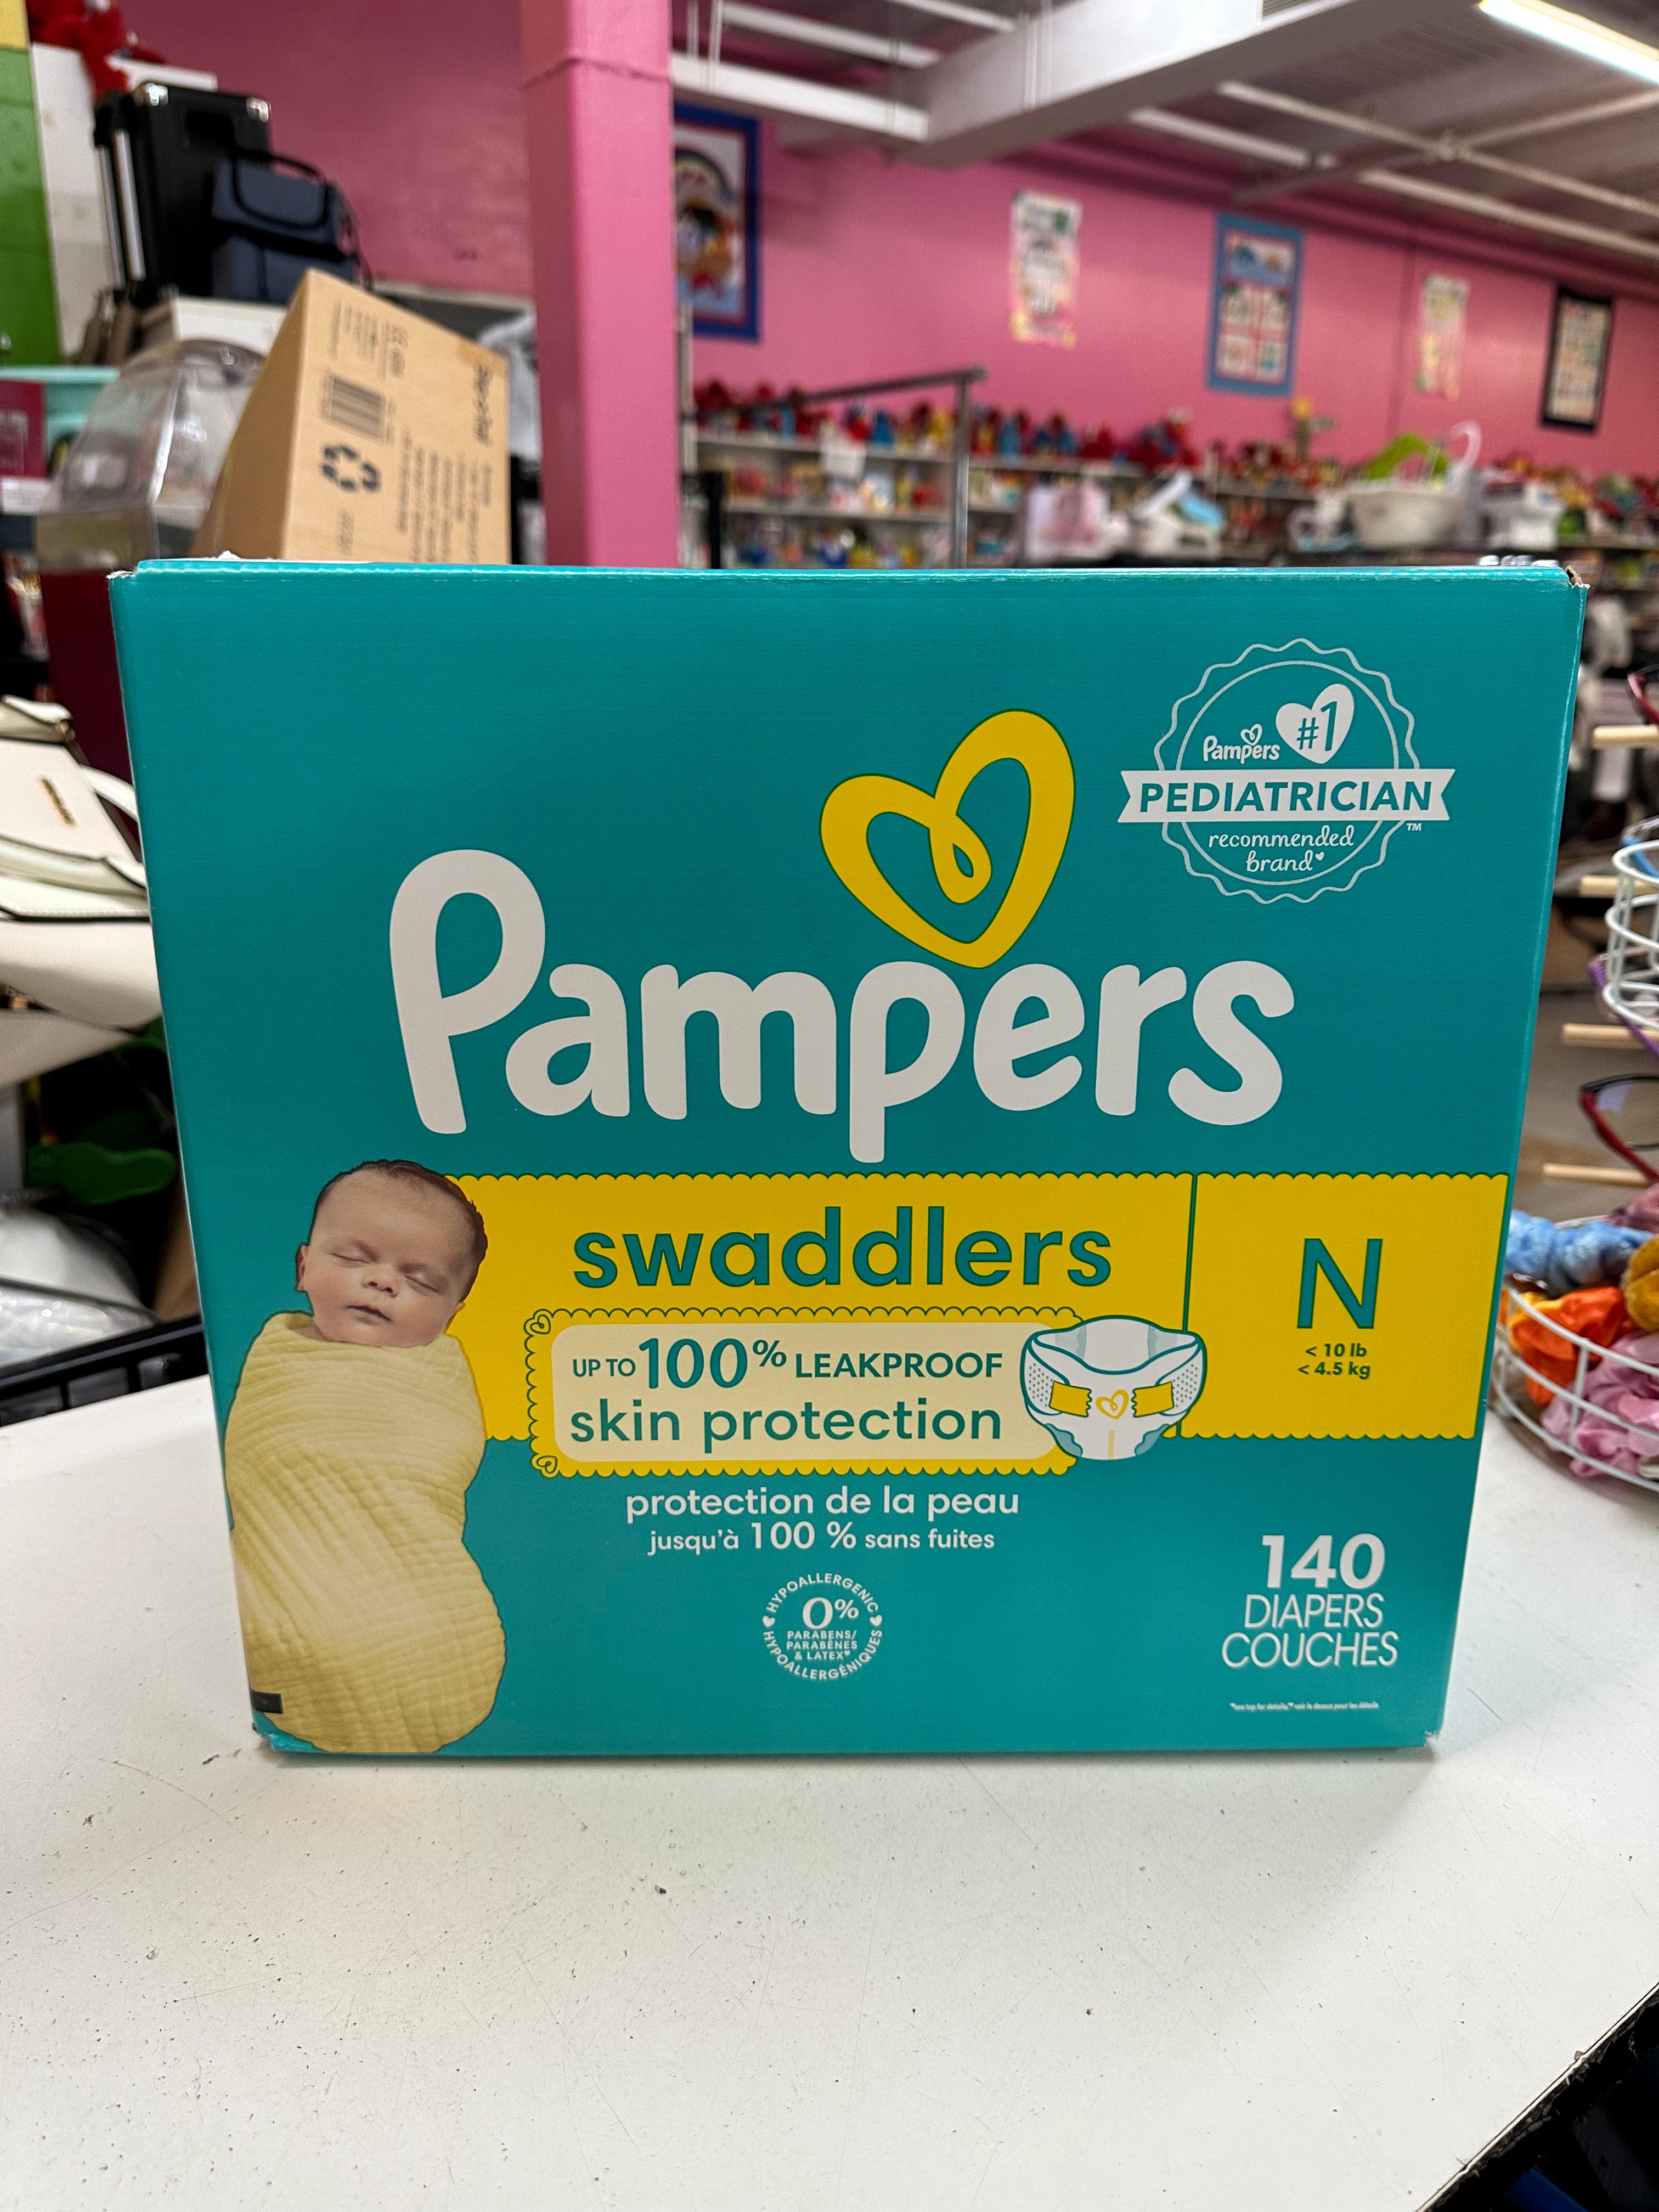 Pampers #1
PEDIATRICIAN™
recommended
brand
Pampers
swaddlers
N
< 10 lb
< 4.5 kg
UP TO 100% LEAKPROOF
skin protection
protection de la peau
jusqu'à 100 % sans fuites
HYPOALLERGENIC
0%
PARABENS/
PARABÈNES
& LATEX*
HYPOALLERGÉNIQUES
140
DIAPERS
COUCHES